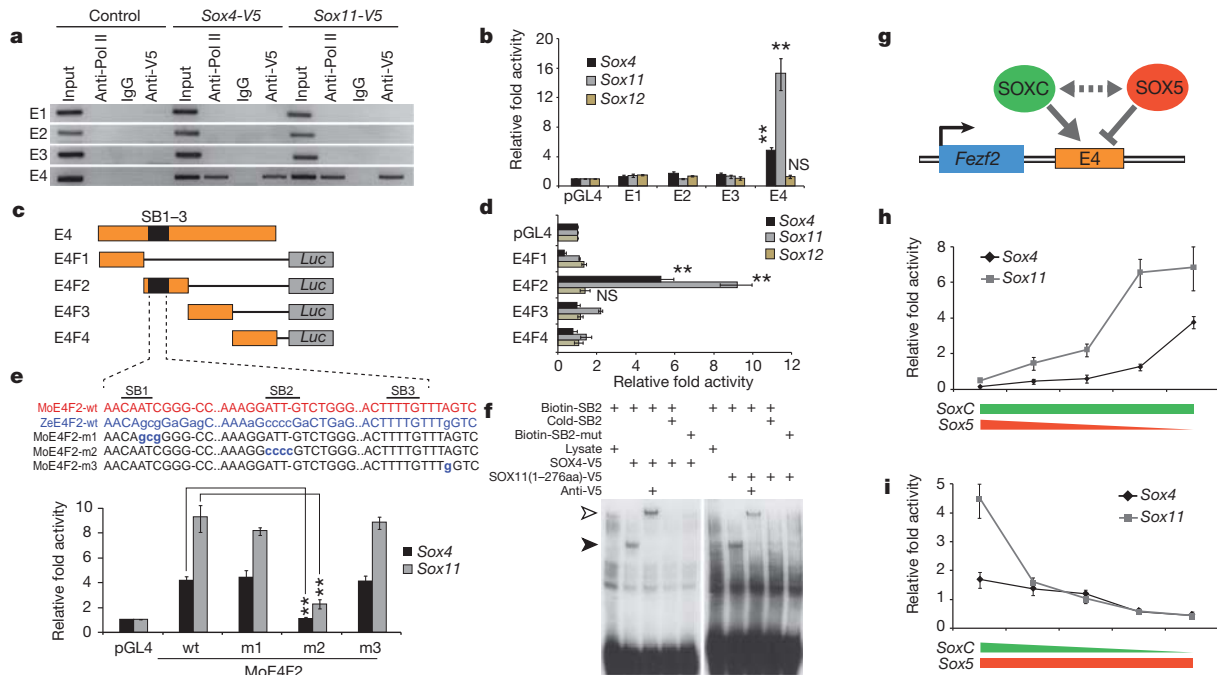 a
Control
Sox4-V5
Sox11-V5
Input
Anti-Pol II
IgG
Anti-V5
Input
Anti-Pol II
IgG
Anti-V5
Input
Anti-Pol II
IgG
Anti-V5
E1
E2
E3
E4
b
Relative fold activity
20
16
12
8
4
0
Sox4
Sox11
Sox12
**
**
NS
pGL4
E1
E2
E3
E4
c
SB1–3
E4
E4F1
Luc
E4F2
Luc
E4F3
Luc
E4F4
Luc
d
Sox4
Sox11
Sox12
pGL4
E4F1
E4F2
E4F3
E4F4
**
**
NS
0 2 4 6 8 10 12
Relative fold activity
e
SB1 SB2 SB3
MoE4F2-wt AACAATCGGG-CC..AAAGGATT-GTCTGGG..ACTTTTGTTTAGTC
ZeE4F2-wt AACAgcgGGaGagC..AAAaGccccGaCTGaG..ACTTTTGTTTgGTC
MoE4F2-m1 AACAgcgGGG-CC..AAAGGATT-GTCTGGG..ACTTTTGTTTAGTC
MoE4F2-m2 AACAATCGGG-CC..AAAGGccccGTCTGGG..ACTTTTGTTTAGTC
MoE4F2-m3 AACAATCGGG-CC..AAAGGATT-GTCTGGG..ACTTTTGTTTgGTC
Relative fold activity
10
8
6
4
2
0
Sox4
Sox11
**
**
pGL4
wt
m1
m2
m3
MoE4F2
f
Biotin-SB2 + + + + + + + + +
Cold-SB2 + +
Biotin-SB2-mut + +
Lysate + +
SOX4-V5 + + + +
SOX11(1–276aa)-V5 + + + +
Anti-V5 + +
g
SOXC
SOX5
Fezf2
E4
h
Relative fold activity
8
6
4
2
0
Sox4
Sox11
SoxC
Sox5
i
Relative fold activity
5
4
3
2
1
0
Sox4
Sox11
SoxC
Sox5